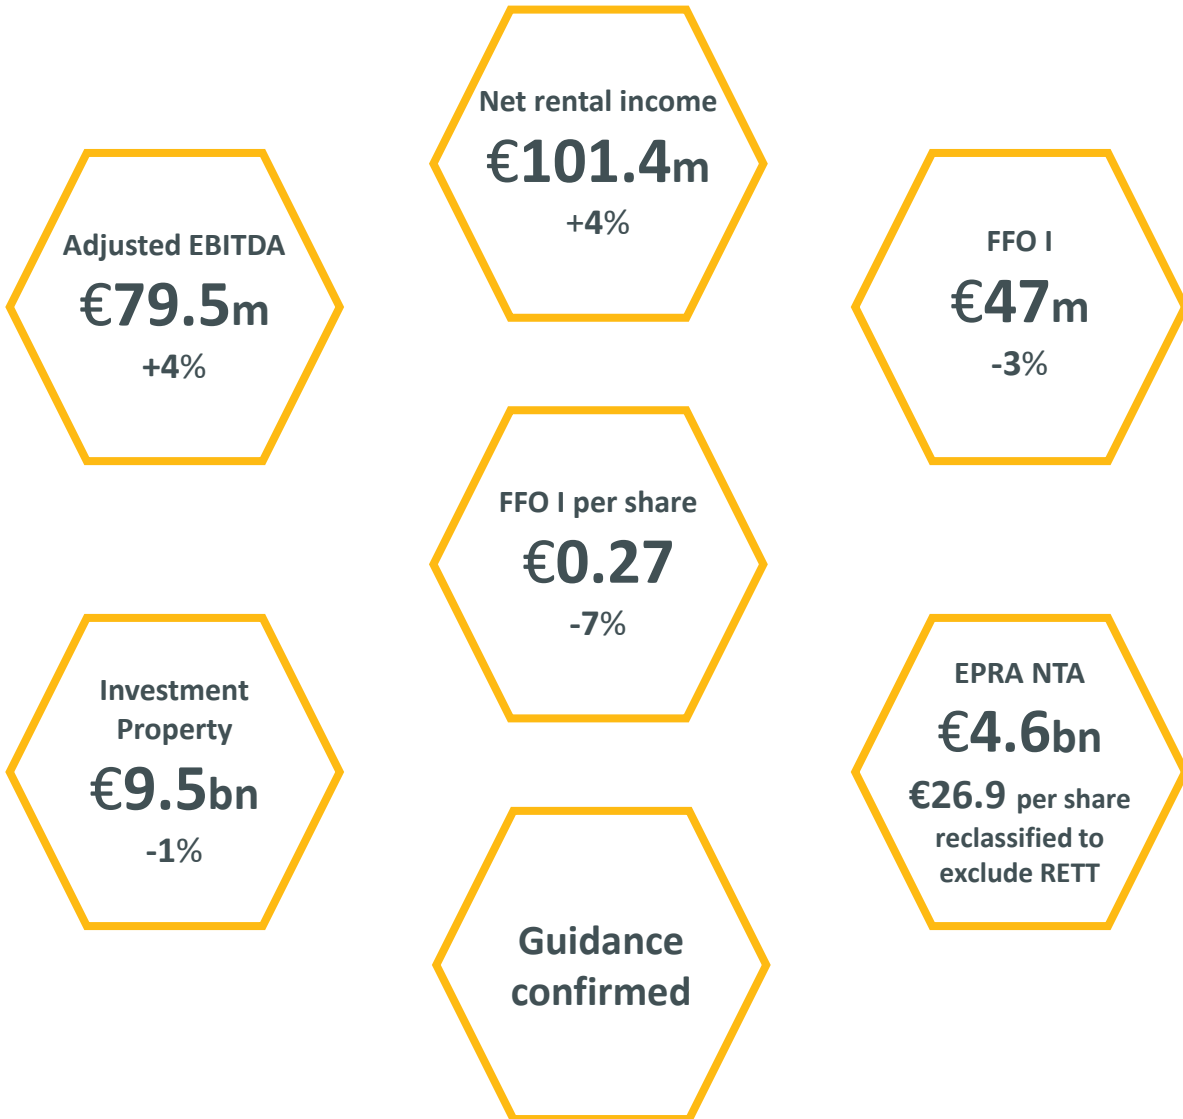 Net rental income
€101.4m
+4%
Adjusted EBITDA
€79.5m
+4%
FFO I
€47m
-3%
FFO I per share
€0.27
-7%
Investment
Property
€9.5bn
-1%
EPRA NTA
€4.6bn
€26.9 per share
reclassified to
exclude RETT
Guidance
confirmed